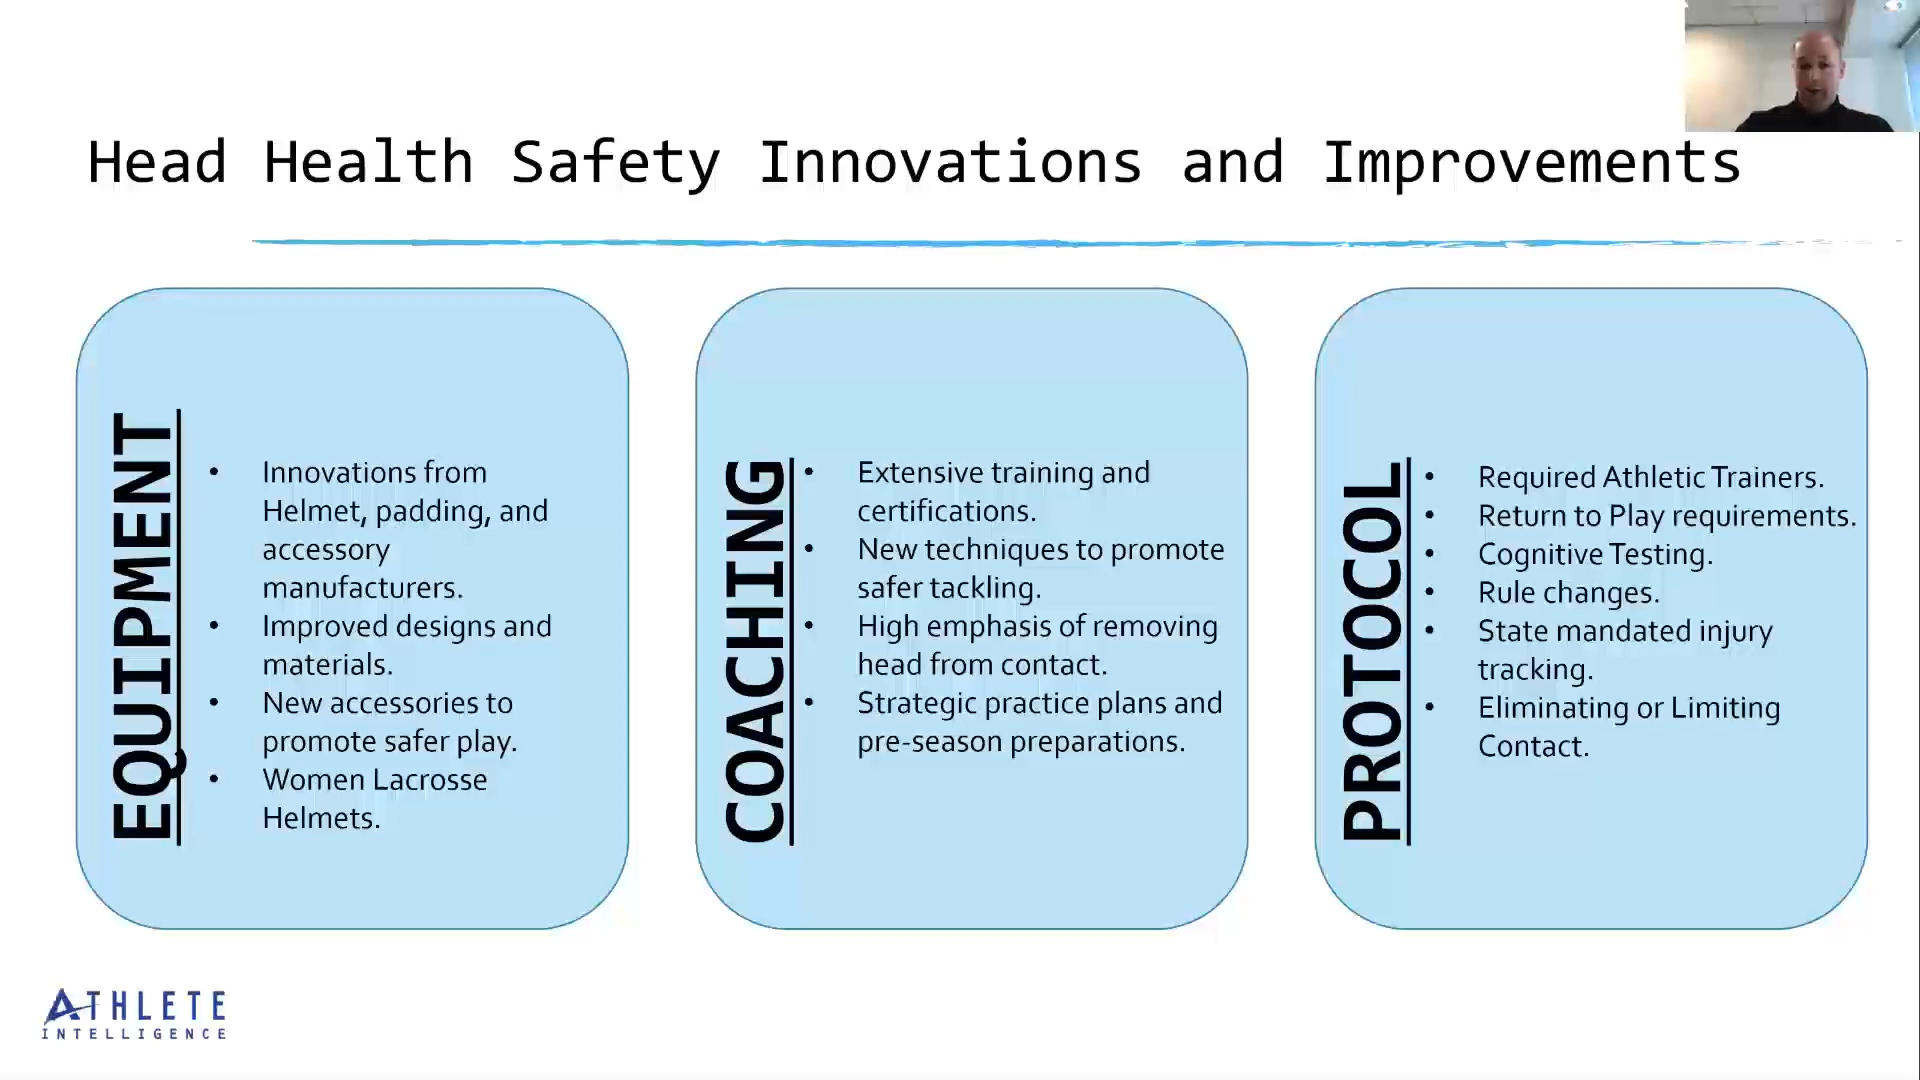 Head Health Safety Innovations and Improvements
EQUIPMENT
• Innovations from
Helmet, padding, and
accessory
manufacturers.
• Improved designs and
materials.
• New accessories to
promote safer play.
• Women Lacrosse
Helmets.
COACHING
• Extensive training and
certifications.
• New techniques to promote
safer tackling.
• High emphasis of removing
head from contact.
• Strategic practice plans and
pre-season preparations.
PROTOCOL
• Required Athletic Trainers.
• Return to Play requirements.
• Cognitive Testing.
• Rule changes.
• State mandated injury
tracking.
• Eliminating or Limiting
Contact.
ATHLETE
INTELLIGENCE